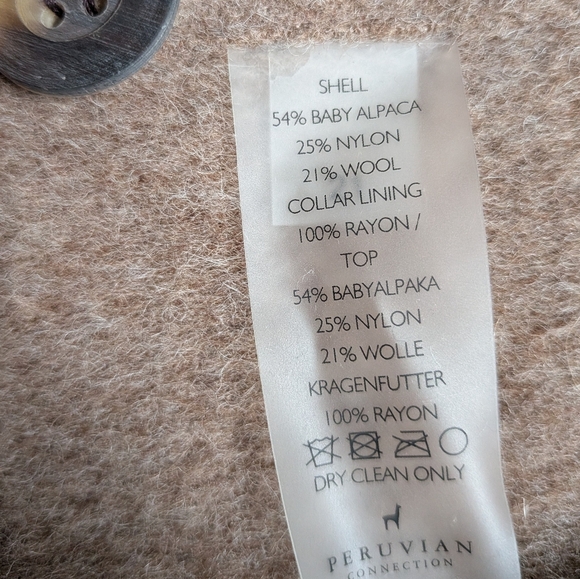 SHELL
54% BABY ALPACA
25% NYLON
21% WOOL
COLLAR LINING
100% RAYON /
TOP
54% BABYALPAKA
25% NYLON
21% WOLLE
KRAGENFUTTER
100% RAYON
DRY CLEAN ONLY
PERUVIAN
CONNECTION